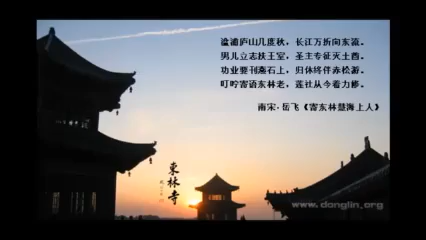 湓浦庐山几度秋，长江万折向东流。
男儿立志扶王室，圣主专征灭土酋。
功业要刊燕石上，归休终伴赤松游。
叮咛寄语东林老，莲社从今着力修。
南宋·岳飞《寄东林慧海上人》
東林寺
www.donglin.org